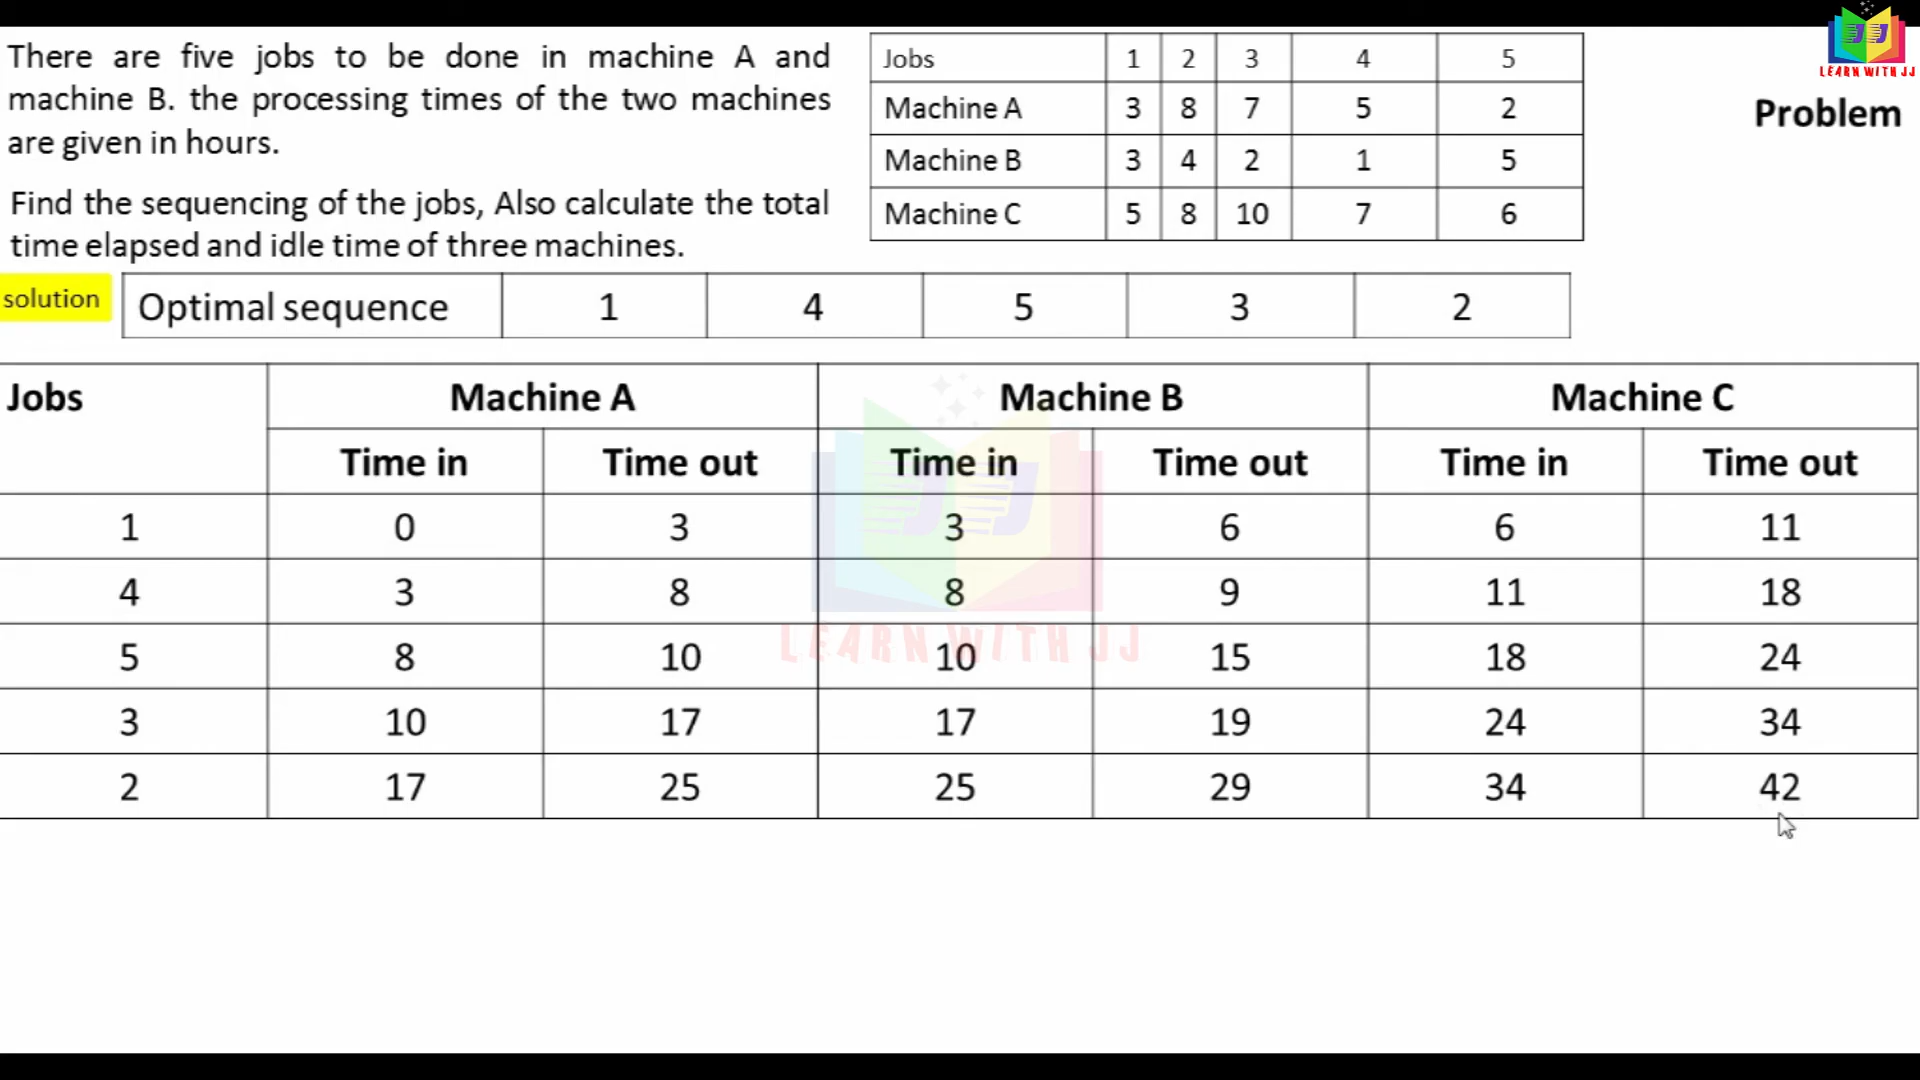 There are five jobs to be done in machine A and
machine B. the processing times of the two machines
are given in hours.
Find the sequencing of the jobs, Also calculate the total
time elapsed and idle time of three machines.
Jobs 1 2 3 4 5
Machine A 3 8 7 5 2
Machine B 3 4 2 1 5
Machine C 5 8 10 7 6
JJ
LEARN WITH JJ
Problem
solution
Optimal sequence 1 4 5 3 2
Jobs Machine A Machine B Machine C
Time in Time out Time in Time out Time in Time out
1 0 3 3 6 6 11
4 3 8 8 9 11 18
5 8 10 10 15 18 24
3 10 17 17 19 24 34
2 17 25 25 29 34 42
JJ
LEARN WITH JJ